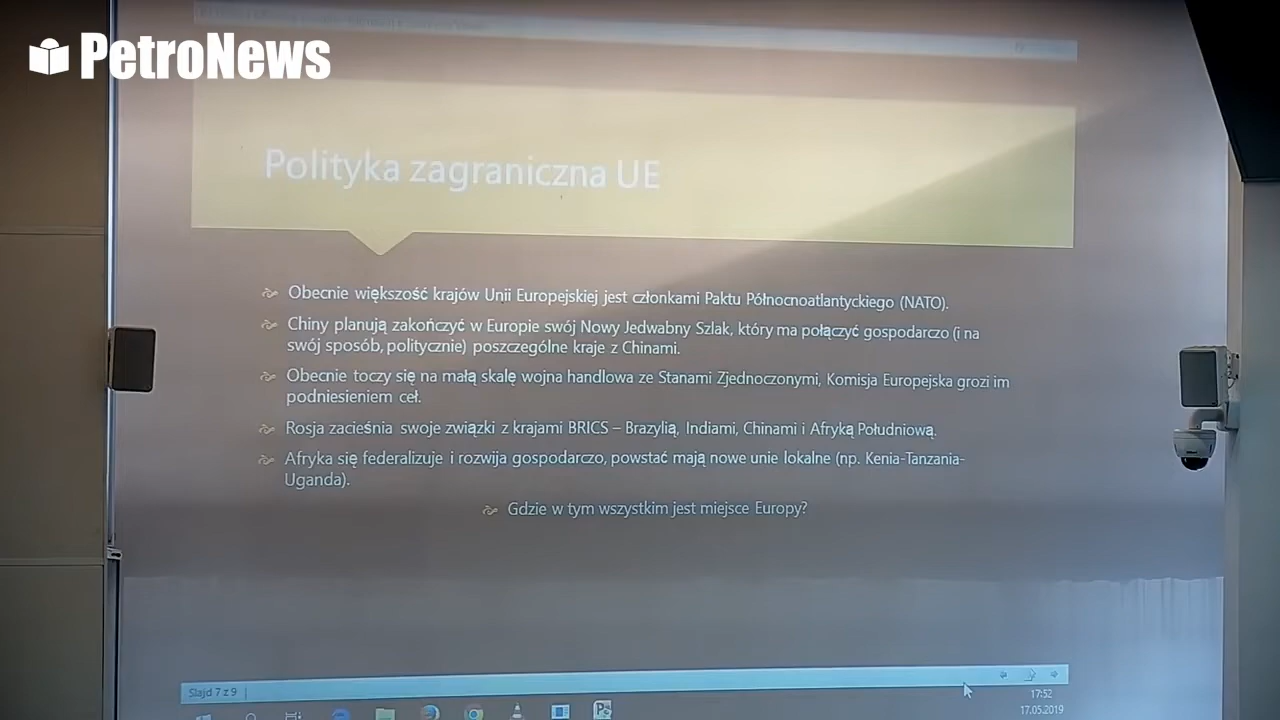 PetroNews
Polityka zagraniczna UE
Obecnie większość krajów Unii Europejskiej jest członkami Paktu Północnoatlantyckiego (NATO).
Chiny planują zakończyć w Europie swój Nowy Jedwabny Szlak, który ma połączyć gospodarczo (i na
swój sposób, politycznie) poszczególne kraje z Chinami.
Obecnie toczy się na małą skalę wojna handlowa ze Stanami Zjednoczonymi, Komisja Europejska grozi im
podniesieniem ceł.
Rosja zacieśnia swoje związki z krajami BRICS – Brazylią, Indiami, Chinami i Afryką Południową.
Afryka się federalizuje i rozwija gospodarczo, powstać mają nowe unie lokalne (np. Kenia-Tanzania-
Uganda).
Gdzie w tym wszystkim jest miejsce Europy?
Slajd 7 z 9
17:52
17.05.2019